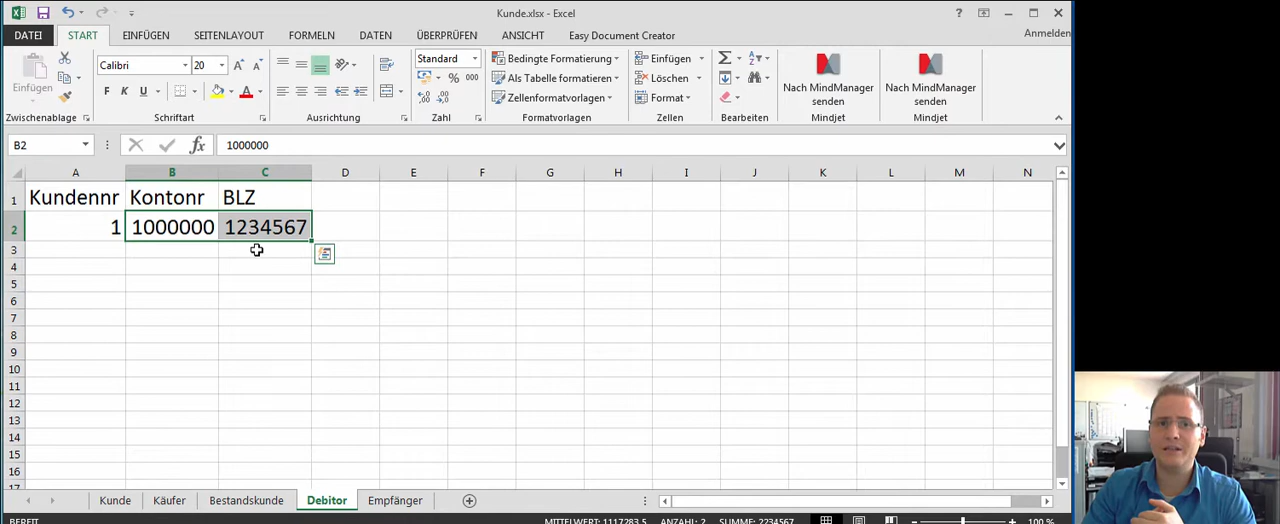 Kunde.xlsx - Excel
DATEI START EINFÜGEN SEITENLAYOUT FORMELN DATEN ÜBERPRÜFEN ANSICHT Easy Document Creator Anmelden
Einfügen
Calibri 20
F K U
Standard
% 000
Bedingte Formatierung
Als Tabelle formatieren
Zellenformatvorlagen
Einfügen
Löschen
Format
Nach MindManager senden
Nach MindManager senden
Zwischenablage Schriftart Ausrichtung Zahl Formatvorlagen Zellen Bearbeiten Mindjet Mindjet
B2 fx 1000000
A B C D E F G H I J K L M N
1 Kundennr Kontonr BLZ
2 1 1000000 1234567
3
4
5
6
7
8
9
10
11
12
13
14
15
16
17
Kunde Käufer Bestandskunde Debitor Empfänger
BEREIT MITTELWERT: 1117283,5 ANZAHL: 2 SUMME: 2234567 100 %